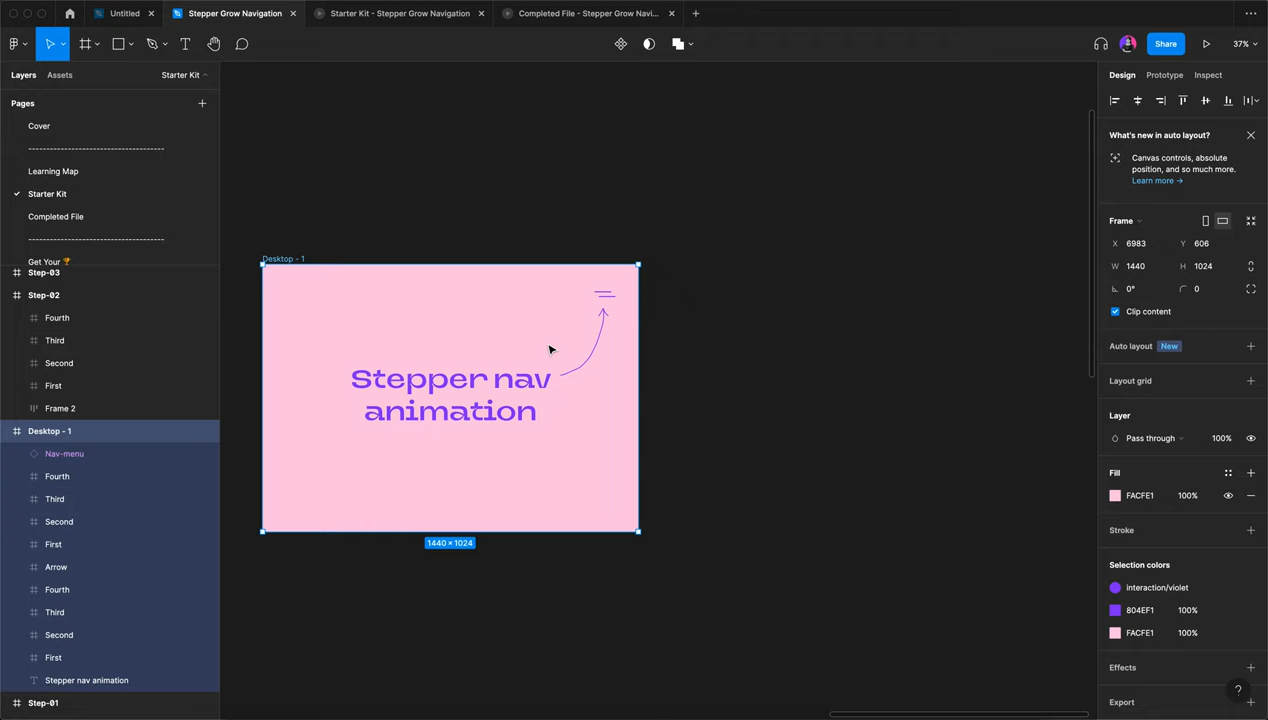 Untitled
Stepper Grow Navigation
Starter Kit - Stepper Grow Navigation
Completed File - Stepper Grow Navi...
Share
37%
Layers
Assets
Starter Kit
Design
Prototype
Inspect
Pages
Cover
Learning Map
Starter Kit
Completed File
Get Your 🏆
Step-03
Step-02
Fourth
Third
Second
First
Frame 2
Desktop - 1
Nav-menu
Fourth
Third
Second
First
Arrow
Fourth
Third
Second
First
Stepper nav animation
Step-01
Desktop - 1
Stepper nav
animation
1440 × 1024
What's new in auto layout?
Canvas controls, absolute
position, and so much more.
Learn more →
Frame
X 6983 Y 606
W 1440 H 1024
0° 0
Clip content
Auto layout New
Layout grid
Layer
Pass through 100%
Fill
FACFE1 100%
Stroke
Selection colors
interaction/violet
804EF1 100%
FACFE1 100%
Effects
Export
?